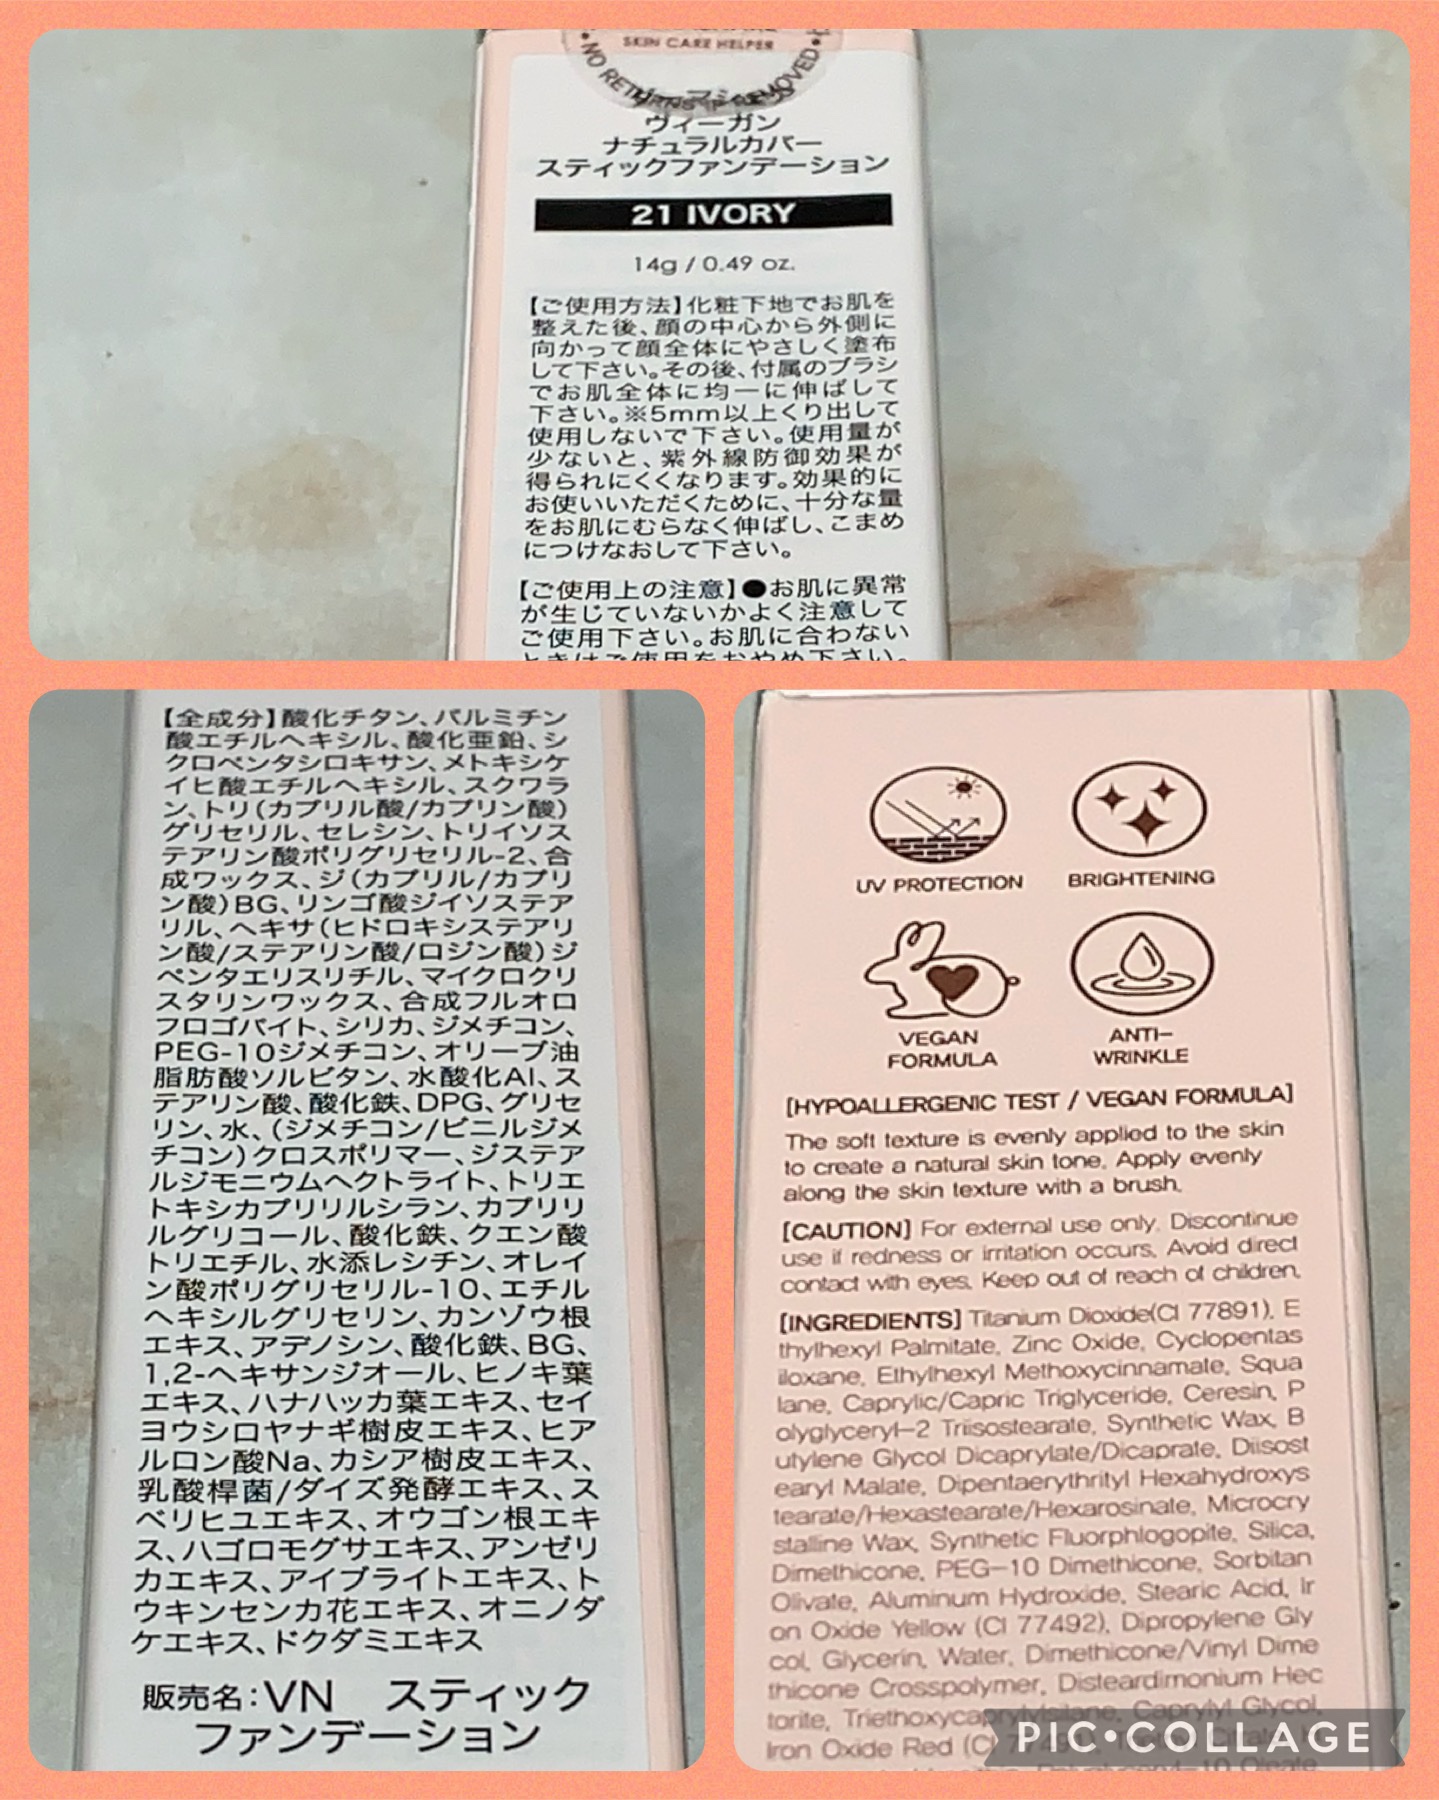 SKIN CARE HELPER
NO RETURNS IF REMOVED
ヴィーガン
ナチュラルカバー
スティックファンデーション
21 IVORY
14g / 0.49 oz.
【ご使用方法】化粧下地でお肌を
整えた後、顔の中心から外側に
向かって顔全体にやさしく塗布
して下さい。その後、付属のブラシ
でお肌全体に均一に伸ばして
下さい。※5mm以上くり出して
使用しないで下さい。使用量が
少ないと、紫外線防御効果が
得られにくくなります。効果的に
お使いいただくために、十分な量
をお肌にむらなく伸ばし、こまめ
につけなおして下さい。
【ご使用上の注意】●お肌に異常
が生じていないかよく注意して
ご使用下さい。お肌に合わない
ときはご使用をおやめ下さい。
【全成分】酸化チタン、パルミチン
酸エチルヘキシル、酸化亜鉛、シ
クロペンタシロキサン、メトキシケ
イヒ酸エチルヘキシル、スクワラ
ン、トリ(カプリル酸/カプリン酸)
グリセリル、セレシン、トリイソス
テアリン酸ポリグリセリル-2、合
成ワックス、ジ(カプリル/カプリ
ン酸)BG、リンゴ酸ジイソステア
リル、ヘキサ(ヒドロキシステアリ
ン酸/ステアリン酸/ロジン酸)ジ
ペンタエリスリチル、マイクロクリ
スタリンワックス、合成フルオロ
フロゴパイト、シリカ、ジメチコン、
PEG-10ジメチコン、オリーブ油
脂肪酸ソルビタン、水酸化Al、ス
テアリン酸、酸化鉄、DPG、グリセ
リン、水、(ジメチコン/ビニルジメ
チコン)クロスポリマー、ジステア
ルジモニウムヘクトライト、トリエ
トキシカプリリルシラン、カプリリ
ルグリコール、酸化鉄、クエン酸
トリエチル、水添レシチン、オレイ
ン酸ポリグリセリル-10、エチル
ヘキシルグリセリン、カンゾウ根
エキス、アデノシン、酸化鉄、BG、
1,2-ヘキサンジオール、ヒノキ葉
エキス、ハナハッカ葉エキス、セイ
ヨウシロヤナギ樹皮エキス、ヒア
ルロン酸Na、カシア樹皮エキス、
乳酸桿菌/ダイズ発酵エキス、ス
ベリヒユエキス、オウゴン根エキ
ス、ハゴロモグサエキス、アンゼリ
カエキス、アイブライトエキス、ト
ウキンセンカ花エキス、オニノダ
ケエキス、ドクダミエキス
販売名：VN　スティック
ファンデーション
UV PROTECTION
BRIGHTENING
VEGAN
FORMULA
ANTI-
WRINKLE
[HYPOALLERGENIC TEST / VEGAN FORMULA]
The soft texture is evenly applied to the skin
to create a natural skin tone. Apply evenly
along the skin texture with a brush.
[CAUTION] For external use only. Discontinue
use if redness or irritation occurs. Avoid direct
contact with eyes. Keep out of reach of children.
[INGREDIENTS] Titanium Dioxide(CI 77891), E
thylhexyl Palmitate, Zinc Oxide, Cyclopentas
iloxane, Ethylhexyl Methoxycinnamate, Squa
lane, Caprylic/Capric Triglyceride, Ceresin, P
olyglyceryl-2 Triisostearate, Synthetic Wax, B
utylene Glycol Dicaprylate/Dicaprate, Diisost
earyl Malate, Dipentaerythrityl Hexahydroxys
tearate/Hexastearate/Hexarosinate, Microcry
stalline Wax, Synthetic Fluorphlogopite, Silica,
Dimethicone, PEG-10 Dimethicone, Sorbitan
Olivate, Aluminum Hydroxide, Stearic Acid, Ir
on Oxide Yellow (CI 77492), Dipropylene Gly
col, Glycerin, Water, Dimethicone/Vinyl Dime
thicone Crosspolymer, Disteardimonium Hec
torite, Triethoxycaprylylsilane, Caprylyl Glycol,
Iron Oxide Red (CI
PIC•COLLAGE